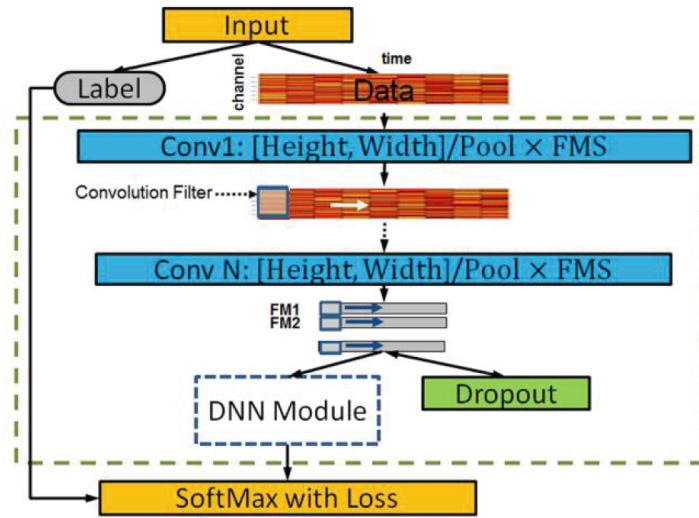 Input
time
Label
channel
Data
Conv1: [Height, Width]/Pool × FMS
Convolution Filter
Conv N: [Height, Width]/Pool × FMS
FM1
FM2
DNN Module
Dropout
SoftMax with Loss